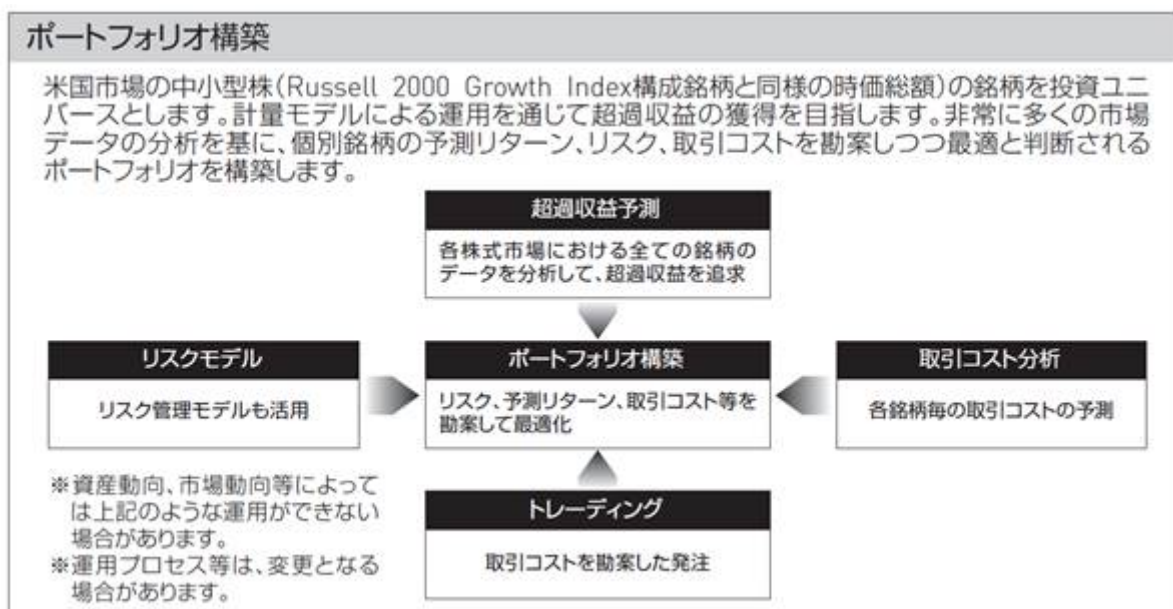 ポートフォリオ構築
米国市場の中小型株(Russell 2000 Growth Index構成銘柄と同様の時価総額)の銘柄を投資ユニ
バースとします。計量モデルによる運用を通じて超過収益の獲得を目指します。非常に多くの市場
データの分析を基に、個別銘柄の予測リターン、リスク、取引コストを勘案しつつ最適と判断される
ポートフォリオを構築します。
超過収益予測
各株式市場における全ての銘柄の
データを分析して、超過収益を追求
リスクモデル
リスク管理モデルも活用
ポートフォリオ構築
リスク、予測リターン、取引コスト等を
勘案して最適化
取引コスト分析
各銘柄毎の取引コストの予測
トレーディング
取引コストを勘案した発注
※資産動向、市場動向等によって
は上記のような運用ができない
場合があります。
※運用プロセス等は、変更となる
場合があります。